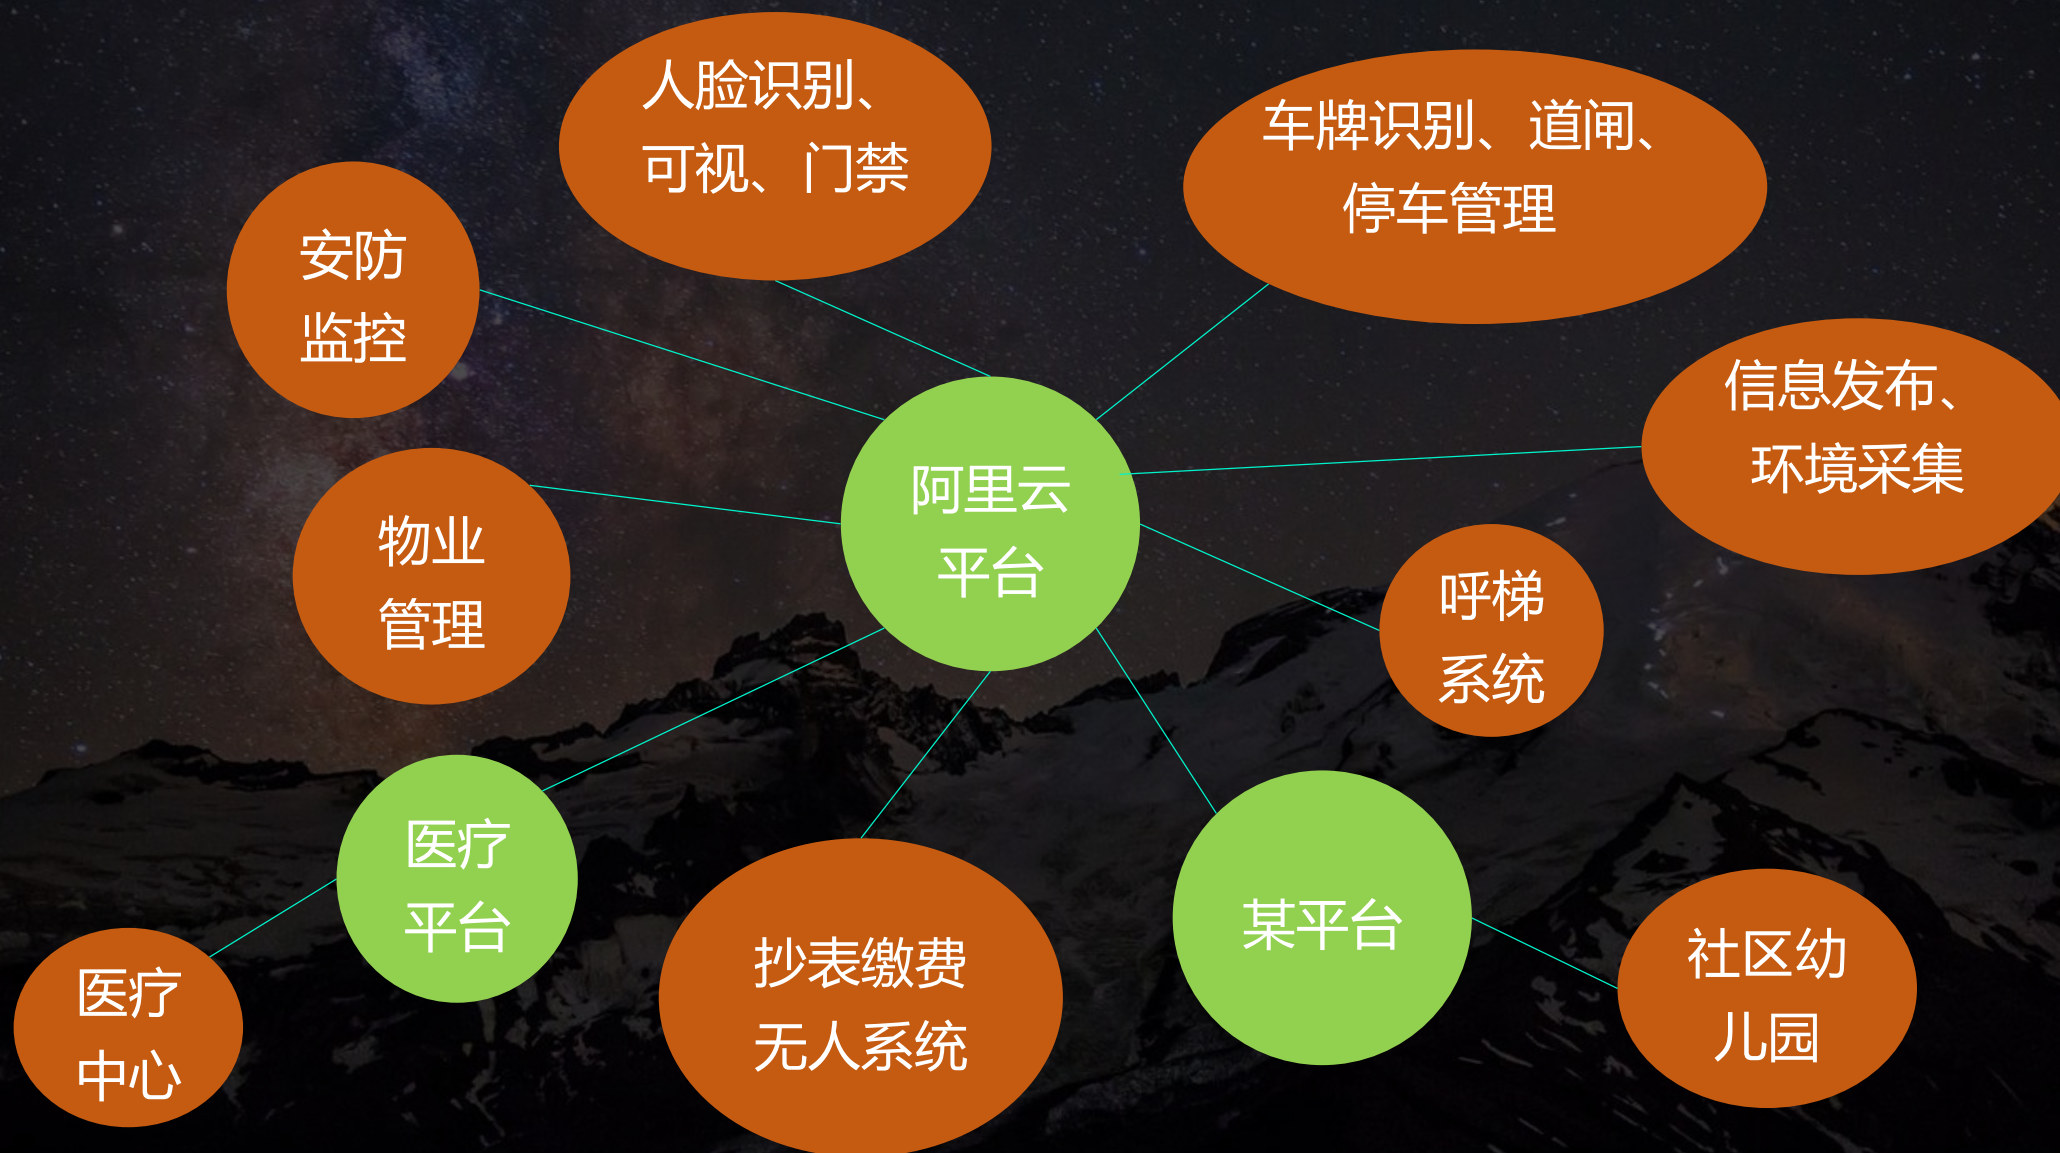 人脸识别、
可视、门禁
车牌识别、道闸、
停车管理
安防
监控
信息发布、
环境采集
阿里云
平台
物业
管理
呼梯
系统
医疗
平台
某平台
抄表缴费
无人系统
社区幼
儿园
医疗
中心